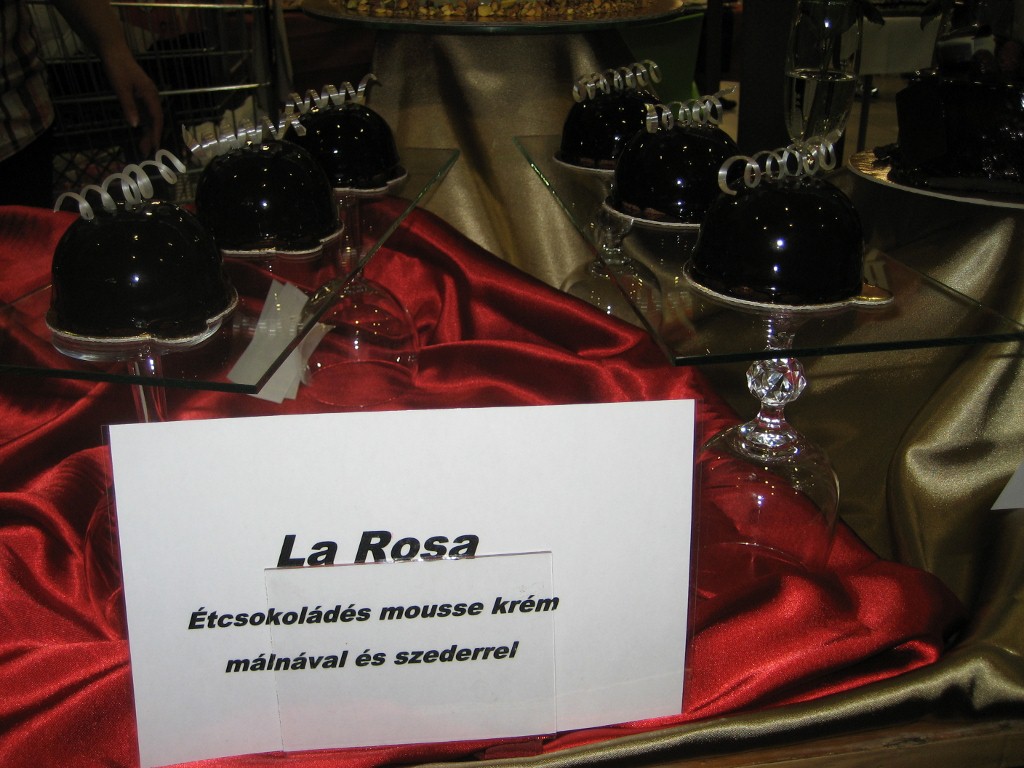 La Rosa
Étcsokoládés mousse krém
málnával és szederrel